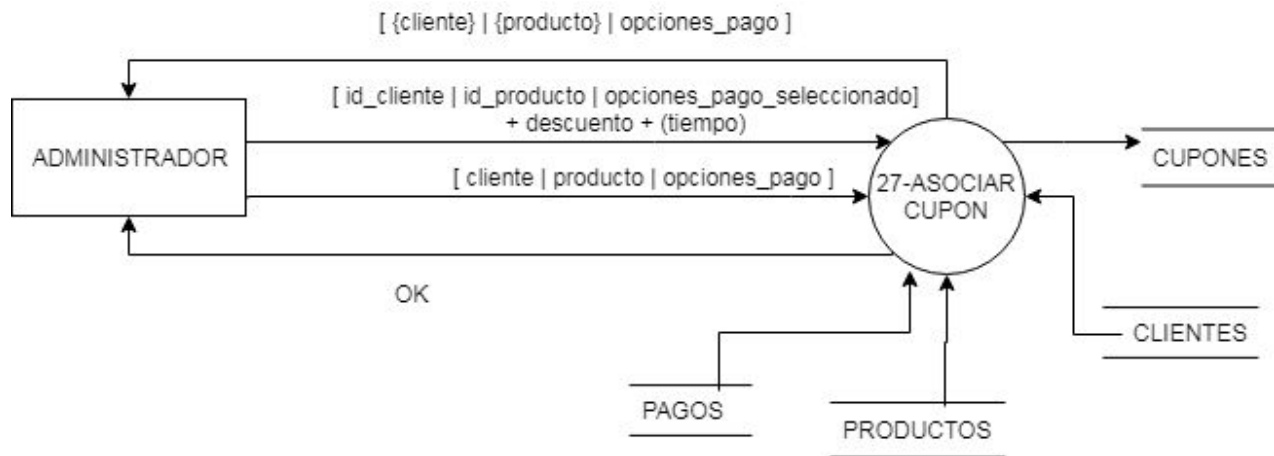 [ {cliente} | {producto} | opciones_pago ]
[ id_cliente | id_producto | opciones_pago_seleccionado]
+ descuento + (tiempo)
ADMINISTRADOR
CUPONES
[ cliente | producto | opciones_pago ]
27-ASOCIAR
CUPON
OK
CLIENTES
PAGOS
PRODUCTOS